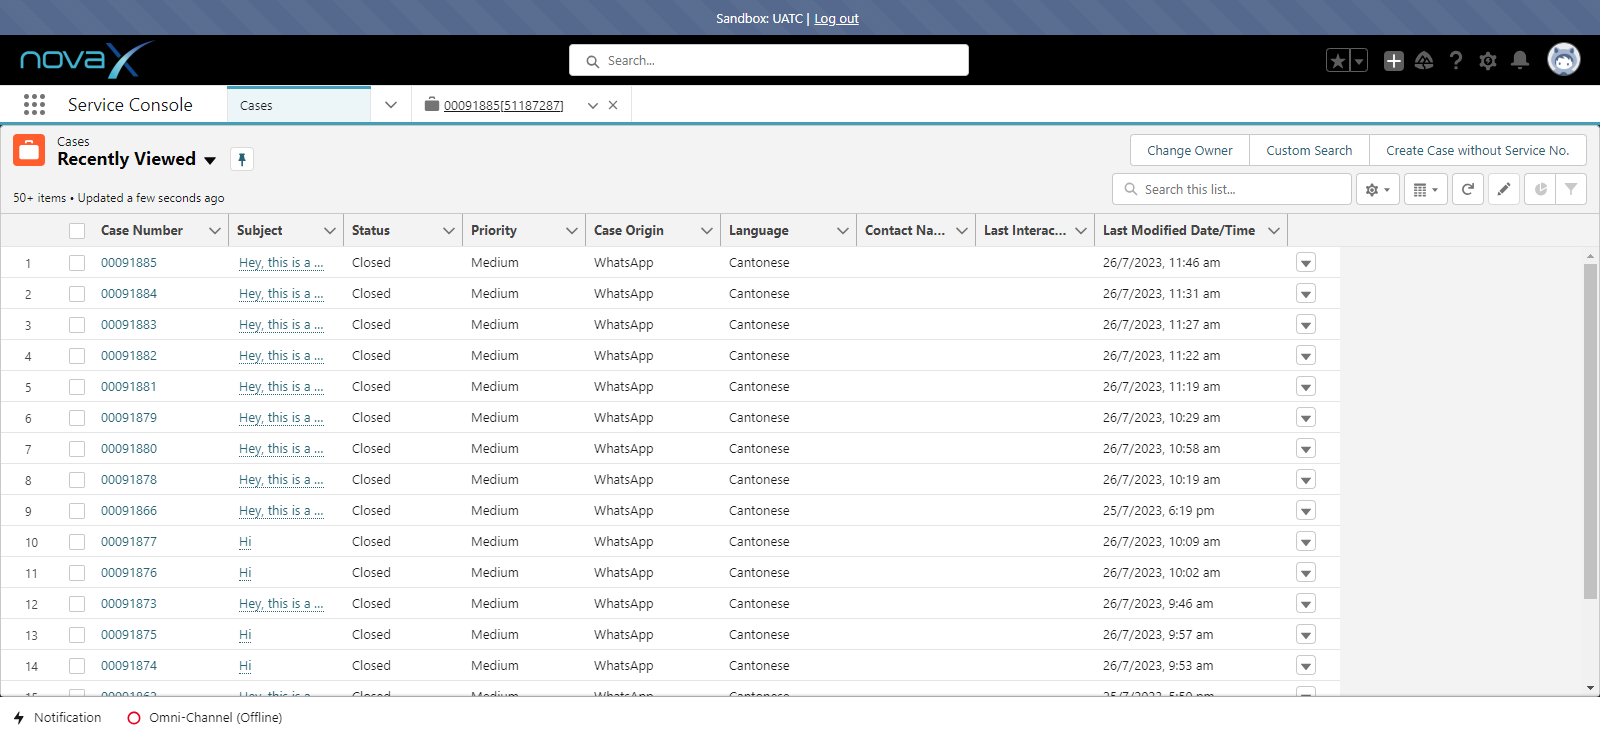 Sandbox: UATC | Log out
novaX
Search...
Service Console
Cases
00091885[51187287]
Cases
Recently Viewed
Change Owner
Custom Search
Create Case without Service No.
50+ items • Updated a few seconds ago
Search this list...
Case Number Subject Status Priority Case Origin Language Contact Na... Last Interac... Last Modified Date/Time
1 00091885 Hey, this is a ... Closed Medium WhatsApp Cantonese 26/7/2023, 11:46 am
2 00091884 Hey, this is a ... Closed Medium WhatsApp Cantonese 26/7/2023, 11:31 am
3 00091883 Hey, this is a ... Closed Medium WhatsApp Cantonese 26/7/2023, 11:27 am
4 00091882 Hey, this is a ... Closed Medium WhatsApp Cantonese 26/7/2023, 11:22 am
5 00091881 Hey, this is a ... Closed Medium WhatsApp Cantonese 26/7/2023, 11:19 am
6 00091879 Hey, this is a ... Closed Medium WhatsApp Cantonese 26/7/2023, 10:29 am
7 00091880 Hey, this is a ... Closed Medium WhatsApp Cantonese 26/7/2023, 10:58 am
8 00091878 Hey, this is a ... Closed Medium WhatsApp Cantonese 26/7/2023, 10:19 am
9 00091866 Hey, this is a ... Closed Medium WhatsApp Cantonese 25/7/2023, 6:19 pm
10 00091877 Hi Closed Medium WhatsApp Cantonese 26/7/2023, 10:09 am
11 00091876 Hi Closed Medium WhatsApp Cantonese 26/7/2023, 10:02 am
12 00091873 Hey, this is a ... Closed Medium WhatsApp Cantonese 26/7/2023, 9:46 am
13 00091875 Hi Closed Medium WhatsApp Cantonese 26/7/2023, 9:57 am
14 00091874 Hi Closed Medium WhatsApp Cantonese 26/7/2023, 9:53 am
Hey, this is a Closed Medium WhatsApp Cantonese
Notification
Omni-Channel (Offline)